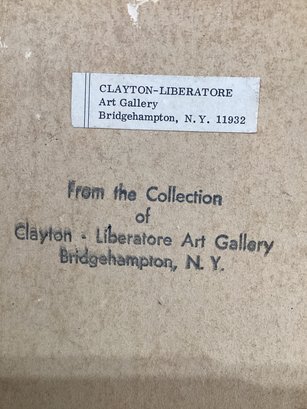 CLAYTON-LIBERATORE
Art Gallery
Bridgehampton, N. Y. 11932
From the Collection
of
Clayton - Liberatore Art Gallery
Bridgehampton, N. Y.